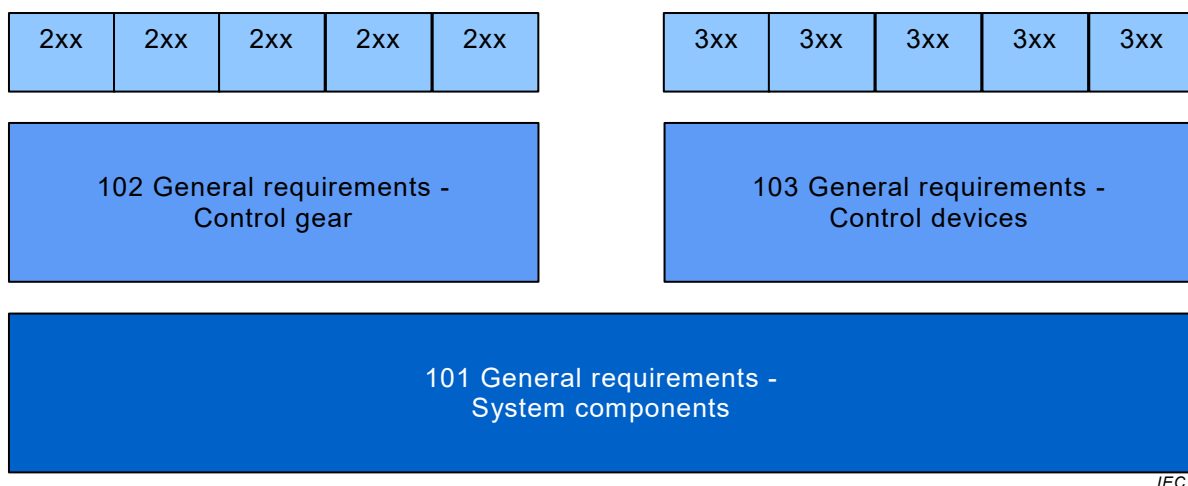 2xx 2xx 2xx 2xx 2xx 3xx 3xx 3xx 3xx 3xx
102 General requirements -
Control gear
103 General requirements -
Control devices
101 General requirements -
System components
IEC